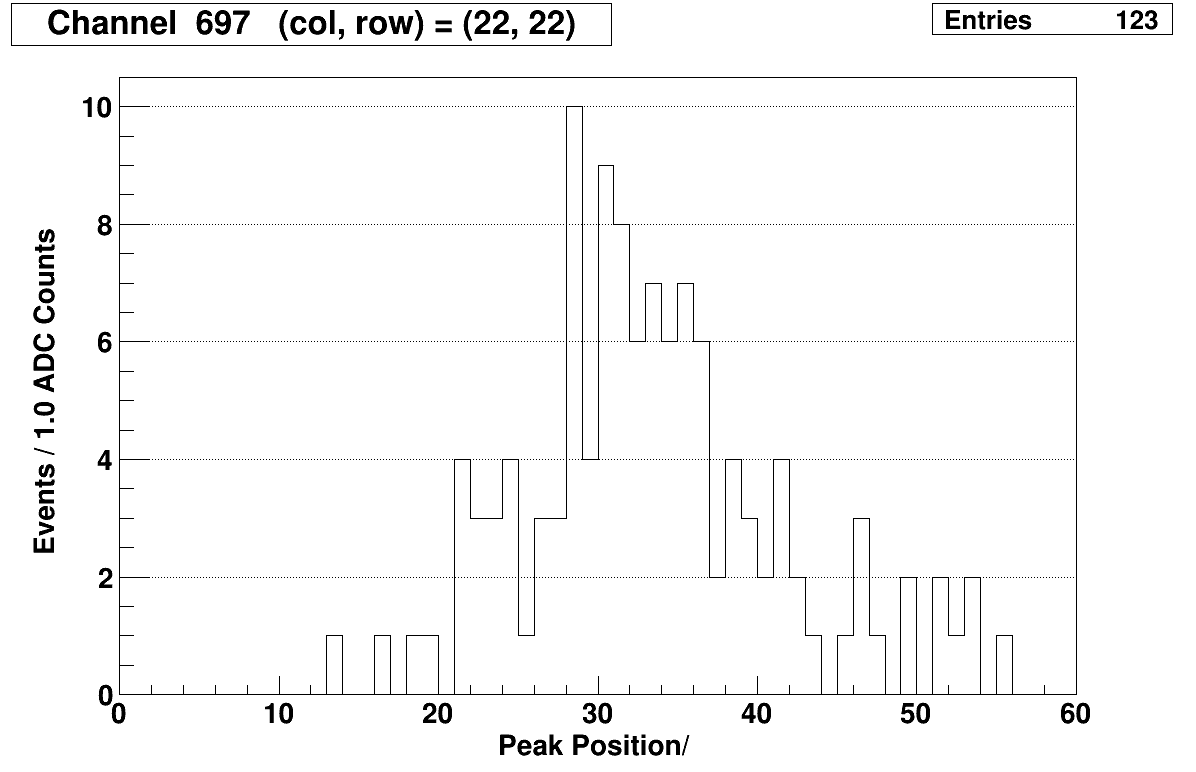 Channel 697 (col, row) = (22, 22)
Entries 123
10
8
6
4
2
0
Events / 1.0 ADC Counts
0 10 20 30 40 50 60
Peak Position/